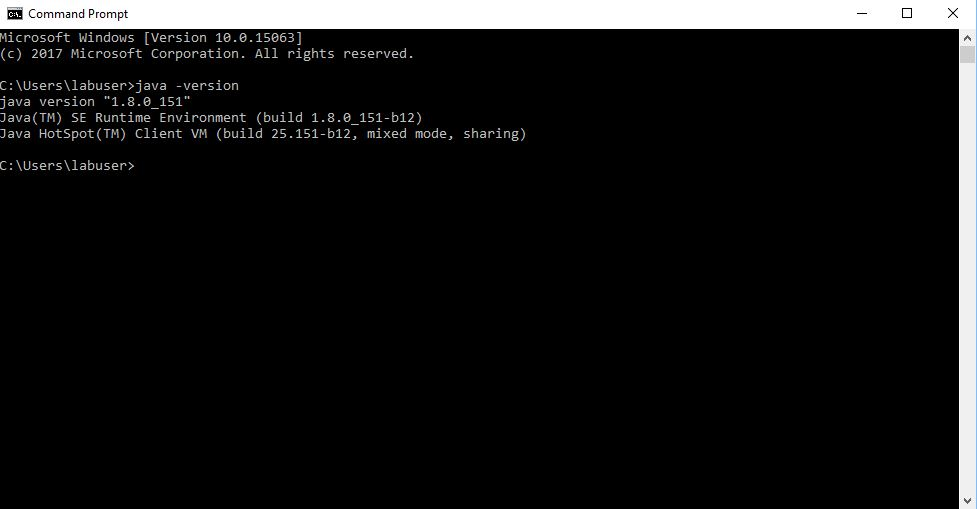 Command Prompt
Microsoft Windows [Version 10.0.15063]
(c) 2017 Microsoft Corporation. All rights reserved.
C:\Users\labuser>java -version
java version "1.8.0_151"
Java(TM) SE Runtime Environment (build 1.8.0_151-b12)
Java HotSpot(TM) Client VM (build 25.151-b12, mixed mode, sharing)
C:\Users\labuser>